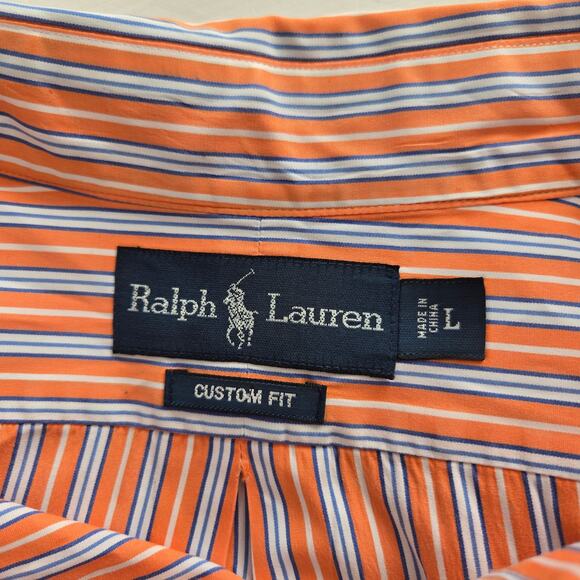 Ralph Lauren
MADE IN
CHINA
L
CUSTOM FIT